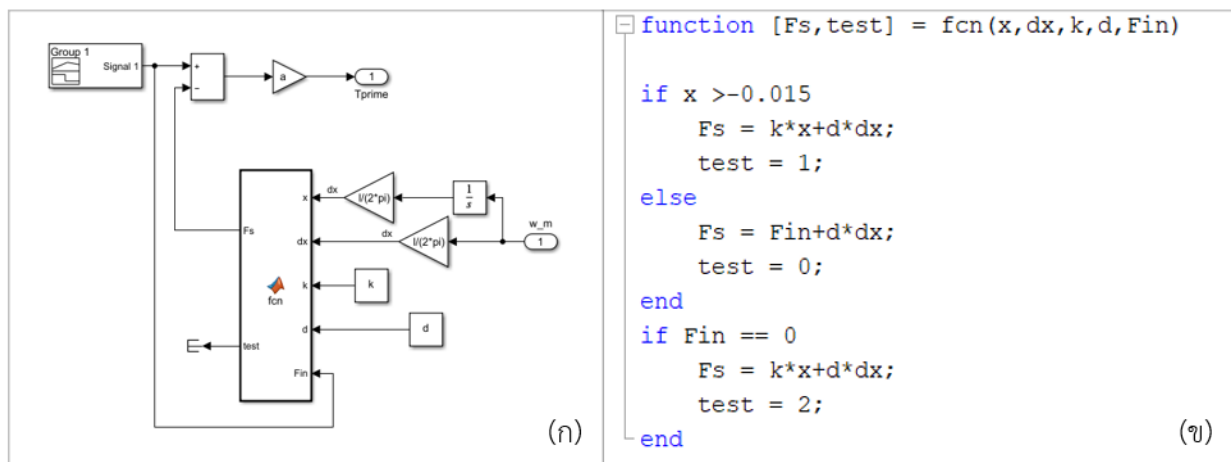 Group 1
Signal 1
+
−
a
1
Tprime
x
dx
l/(2*pi)
1
s
w_m
1
Fs
dx
dx
l/(2*pi)
k
k
fcn
d
d
test
Fin
(ก)
function [Fs,test] = fcn(x,dx,k,d,Fin)
if x >-0.015
Fs = k*x+d*dx;
test = 1;
else
Fs = Fin+d*dx;
test = 0;
end
if Fin == 0
Fs = k*x+d*dx;
test = 2;
end
(ข)